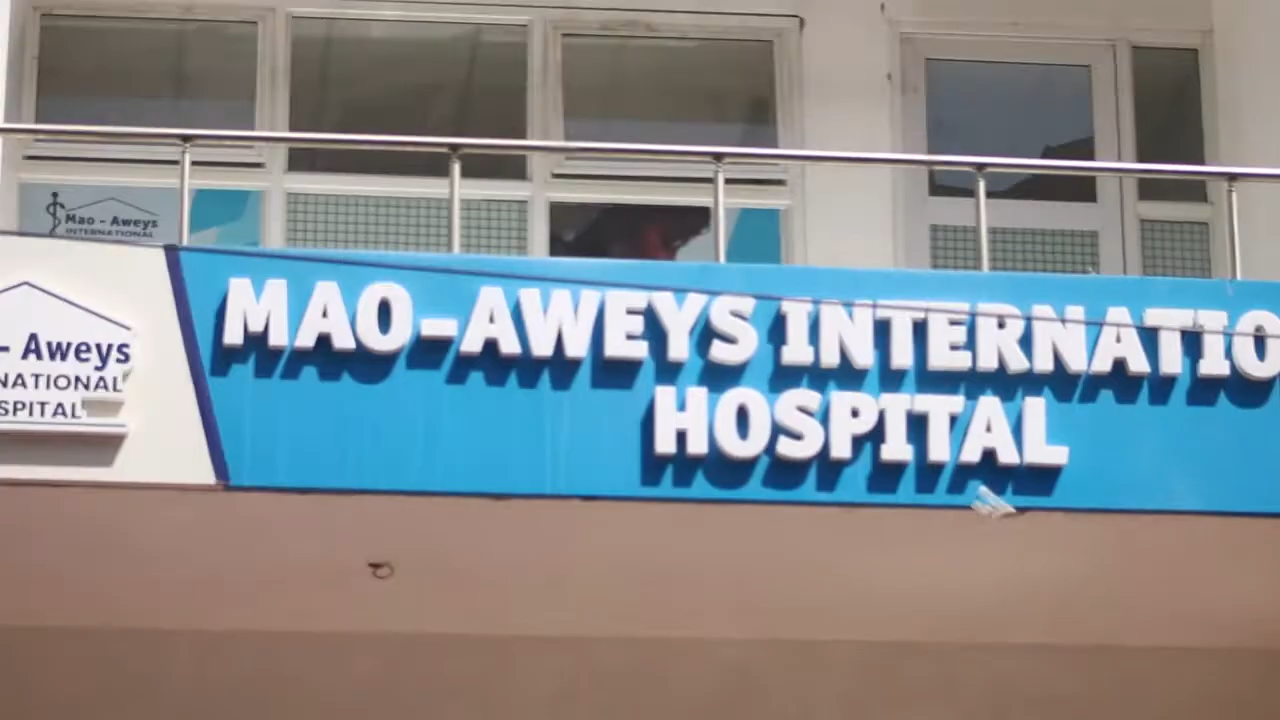 Mao - Aweys
INTERNATIONAL
- Aweys
NATIONAL
SPITAL
MAO-AWEYS INTERNATIO
HOSPITAL